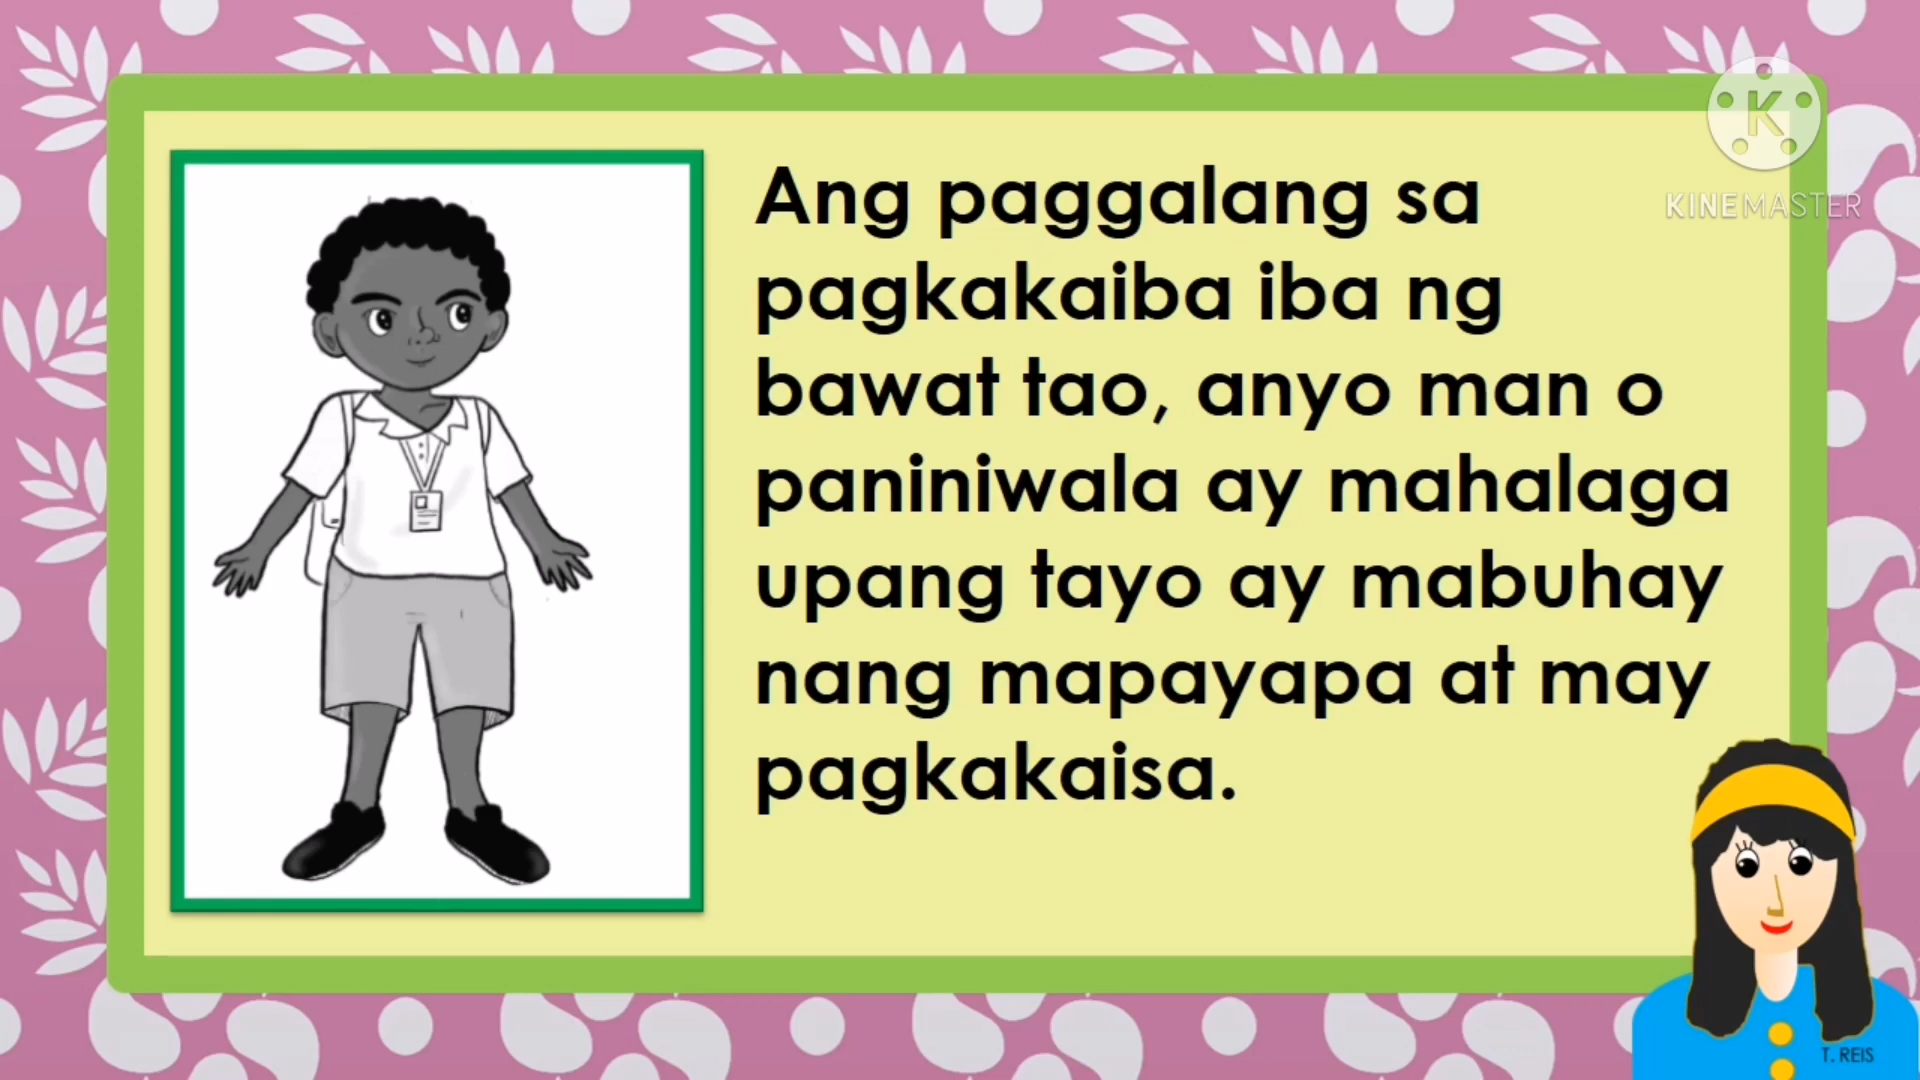 Ang paggalang sa
pagkakaiba iba ng
bawat tao, anyo man o
paniniwala ay mahalaga
upang tayo ay mabuhay
nang mapayapa at may
pagkakaisa.
K
KINEMASTER
T. REIS